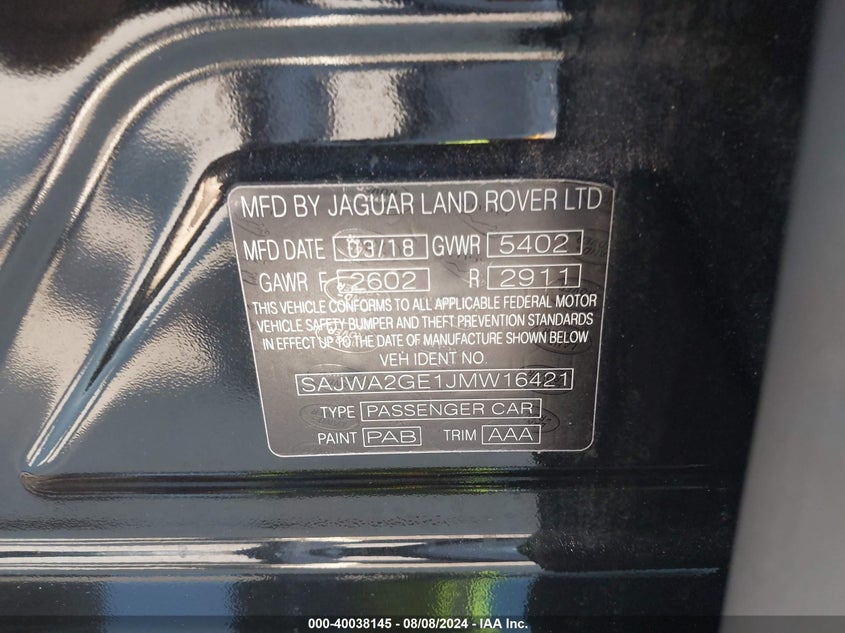 MFD BY JAGUAR LAND ROVER LTD
MFD DATE 03/18 GVWR 5402
GAWR F 2602 R 2911
THIS VEHICLE CONFORMS TO ALL APPLICABLE FEDERAL MOTOR
VEHICLE SAFETY BUMPER AND THEFT PREVENTION STANDARDS
IN EFFECT UP TO THE DATE OF MANUFACTURE SHOWN BELOW
VEH IDENT NO.
SAJWA2GE1JMW16421
TYPE PASSENGER CAR
PAINT PAB TRIM AAA
000-40038145 - 08/08/2024 - IAA Inc.